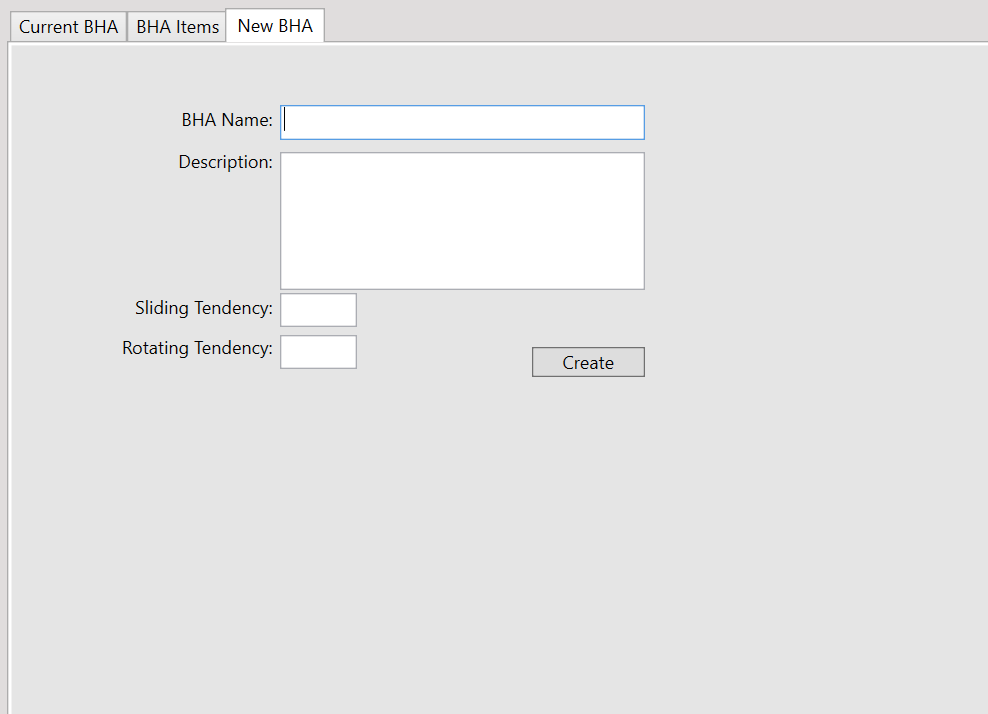 Current BHA BHA Items New BHA
BHA Name:
Description:
Sliding Tendency:
Rotating Tendency:
Create